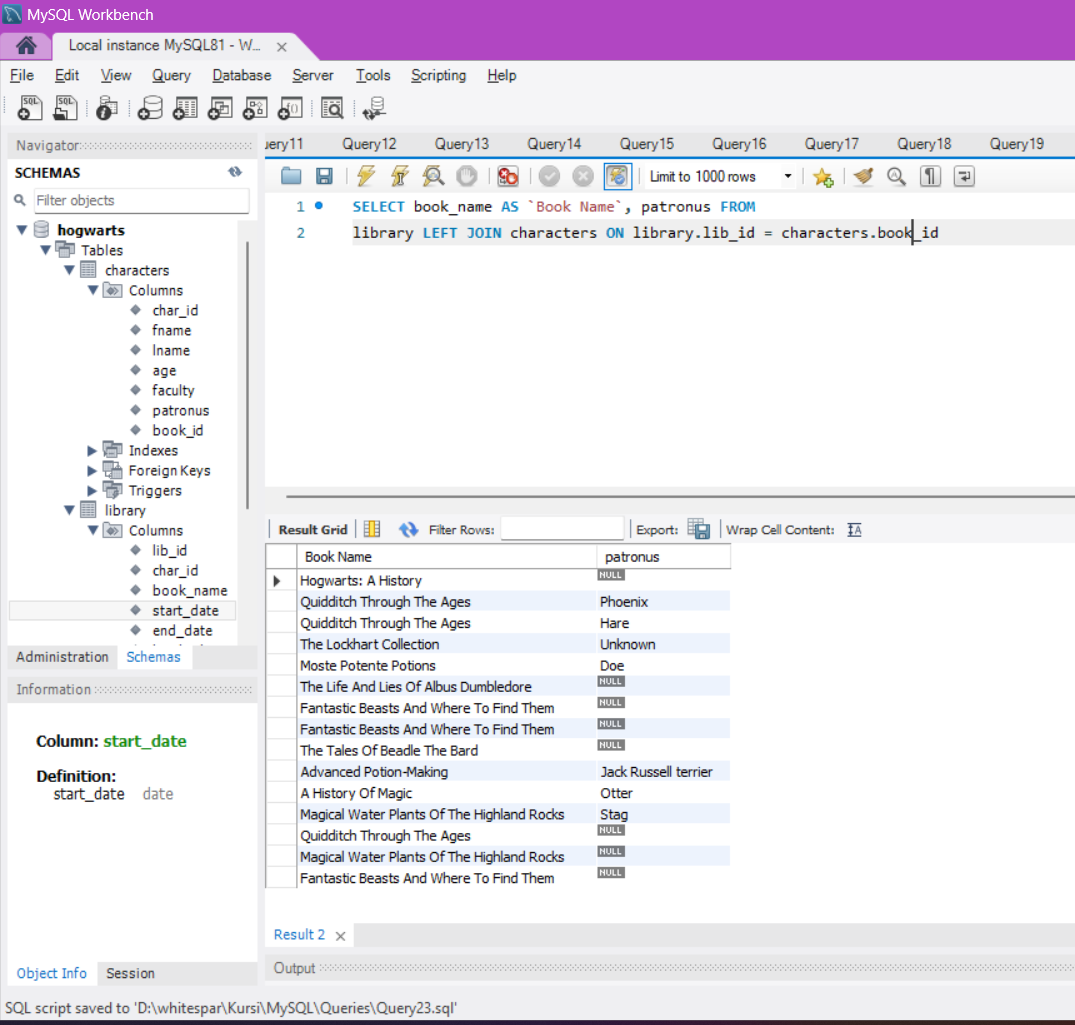 MySQL Workbench
Local instance MySQL81 - W...
File Edit View Query Database Server Tools Scripting Help
SQL SQL
Navigator
SCHEMAS
Filter objects
hogwarts
Tables
characters
Columns
char_id
fname
lname
age
faculty
patronus
book_id
Indexes
Foreign Keys
Triggers
library
Columns
lib_id
char_id
book_name
start_date
end_date
Administration Schemas
Information
Column: start_date
Definition:
start_date date
Object Info Session
uery11 Query12 Query13 Query14 Query15 Query16 Query17 Query18 Query19
Limit to 1000 rows
1 SELECT book_name AS `Book Name`, patronus FROM
2 library LEFT JOIN characters ON library.lib_id = characters.book_id
Result Grid Filter Rows: Export: Wrap Cell Content:
Book Name patronus
Hogwarts: A History NULL
Quidditch Through The Ages Phoenix
Quidditch Through The Ages Hare
The Lockhart Collection Unknown
Moste Potente Potions Doe
The Life And Lies Of Albus Dumbledore NULL
Fantastic Beasts And Where To Find Them NULL
Fantastic Beasts And Where To Find Them NULL
The Tales Of Beadle The Bard NULL
Advanced Potion-Making Jack Russell terrier
A History Of Magic Otter
Magical Water Plants Of The Highland Rocks Stag
Quidditch Through The Ages NULL
Magical Water Plants Of The Highland Rocks NULL
Fantastic Beasts And Where To Find Them NULL
Result 2
Output
SQL script saved to 'D:\whitespar\Kursi\MySQL\Queries\Query23.sql'